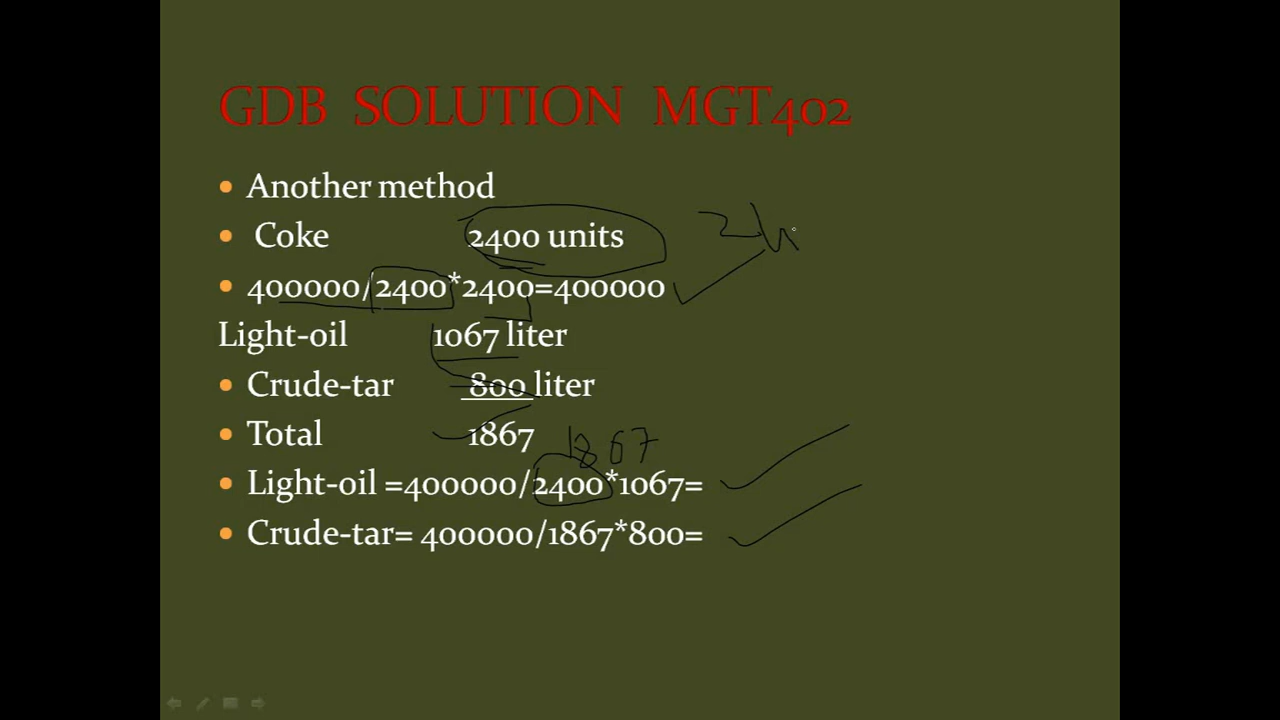 GDB SOLUTION MGT402
• Another method
• Coke 2400 units
• 400000/2400*2400=400000
Light-oil 1067 liter
• Crude-tar 800 liter
• Total 1867
1867
• Light-oil =400000/2400*1067=
• Crude-tar= 400000/1867*800=